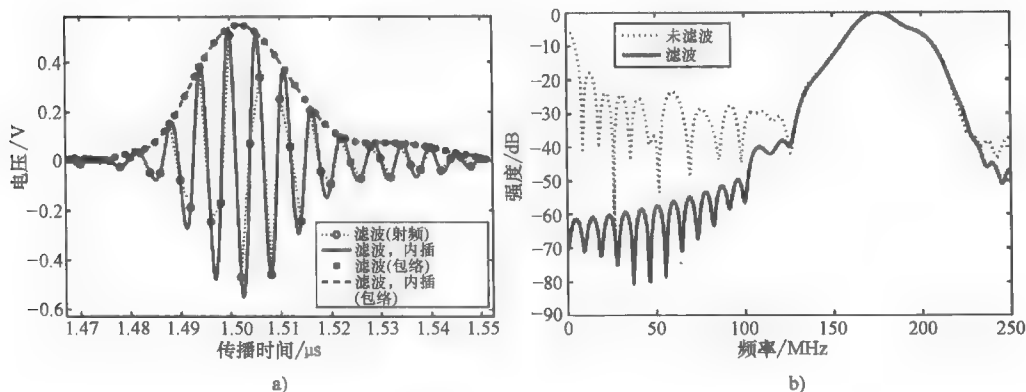 电压/V
0.4
0.2
0
−0.2
−0.4
−0.6
滤波(射频)
滤波，内插
滤波(包络)
滤波，内插
(包络)
1.47 1.48 1.49 1.50 1.51 1.52 1.53 1.54 1.55
传播时间/μs
a)
强度/dB
0
−10
−20
−30
−40
−50
−60
−70
−80
−90
未滤波
滤波
0 50 100 150 200 250
频率/MHz
b)